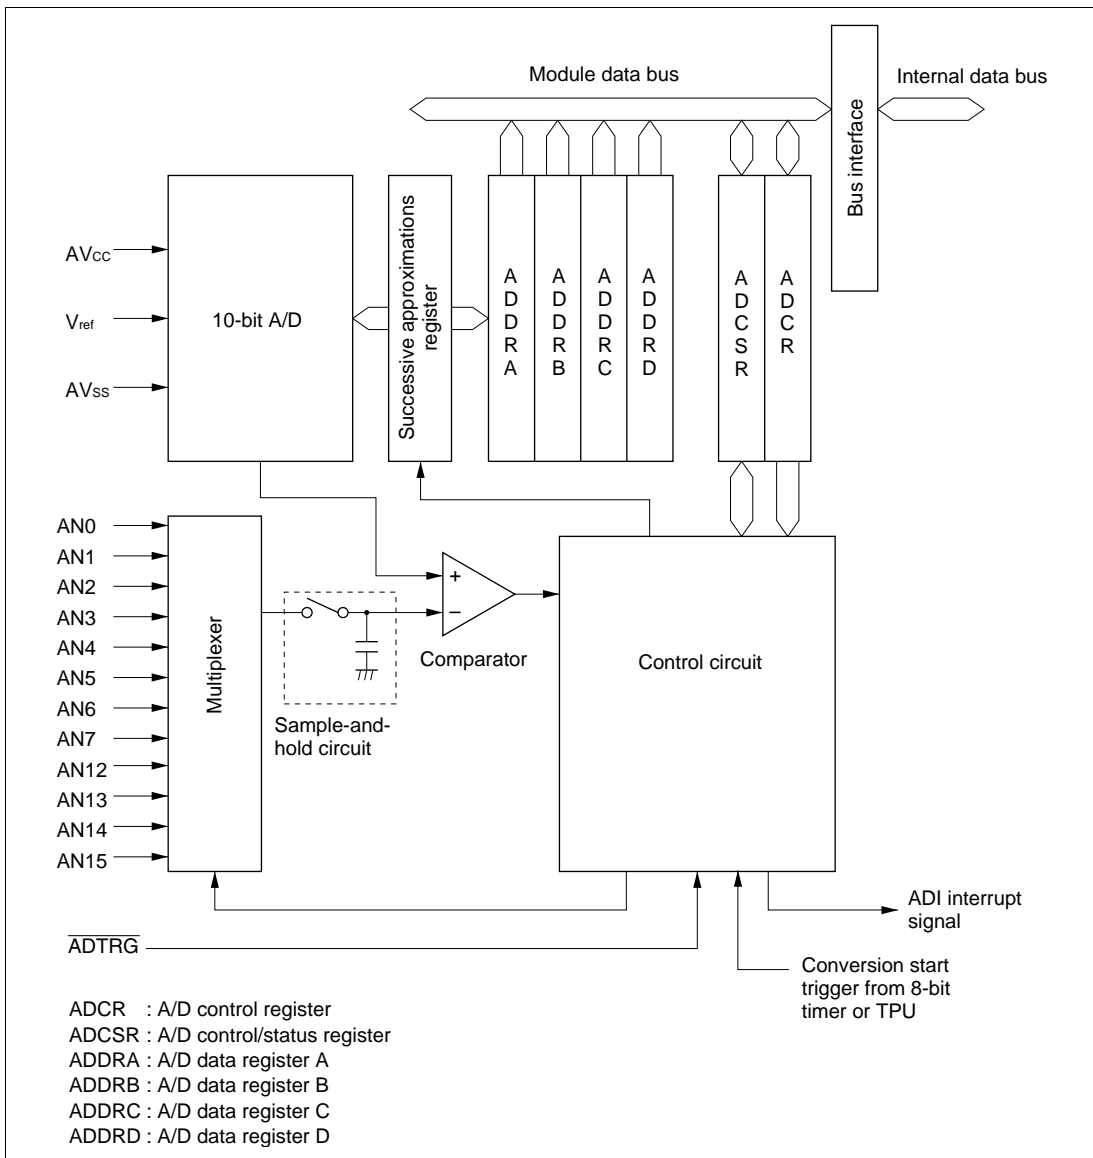 Module data bus
Internal data bus
Bus interface
AVCC
Vref
AVSS
10-bit A/D
Successive approximations
register
ADDRA
ADDRB
ADDRC
ADDRD
ADCSR
ADCR
AN0
AN1
AN2
AN3
AN4
AN5
AN6
AN7
AN12
AN13
AN14
AN15
Multiplexer
+
−
Comparator
Sample-and-
hold circuit
Control circuit
ADI interrupt
signal
ADTRG
Conversion start
trigger from 8-bit
timer or TPU
ADCR : A/D control register
ADCSR : A/D control/status register
ADDRA : A/D data register A
ADDRB : A/D data register B
ADDRC : A/D data register C
ADDRD : A/D data register D